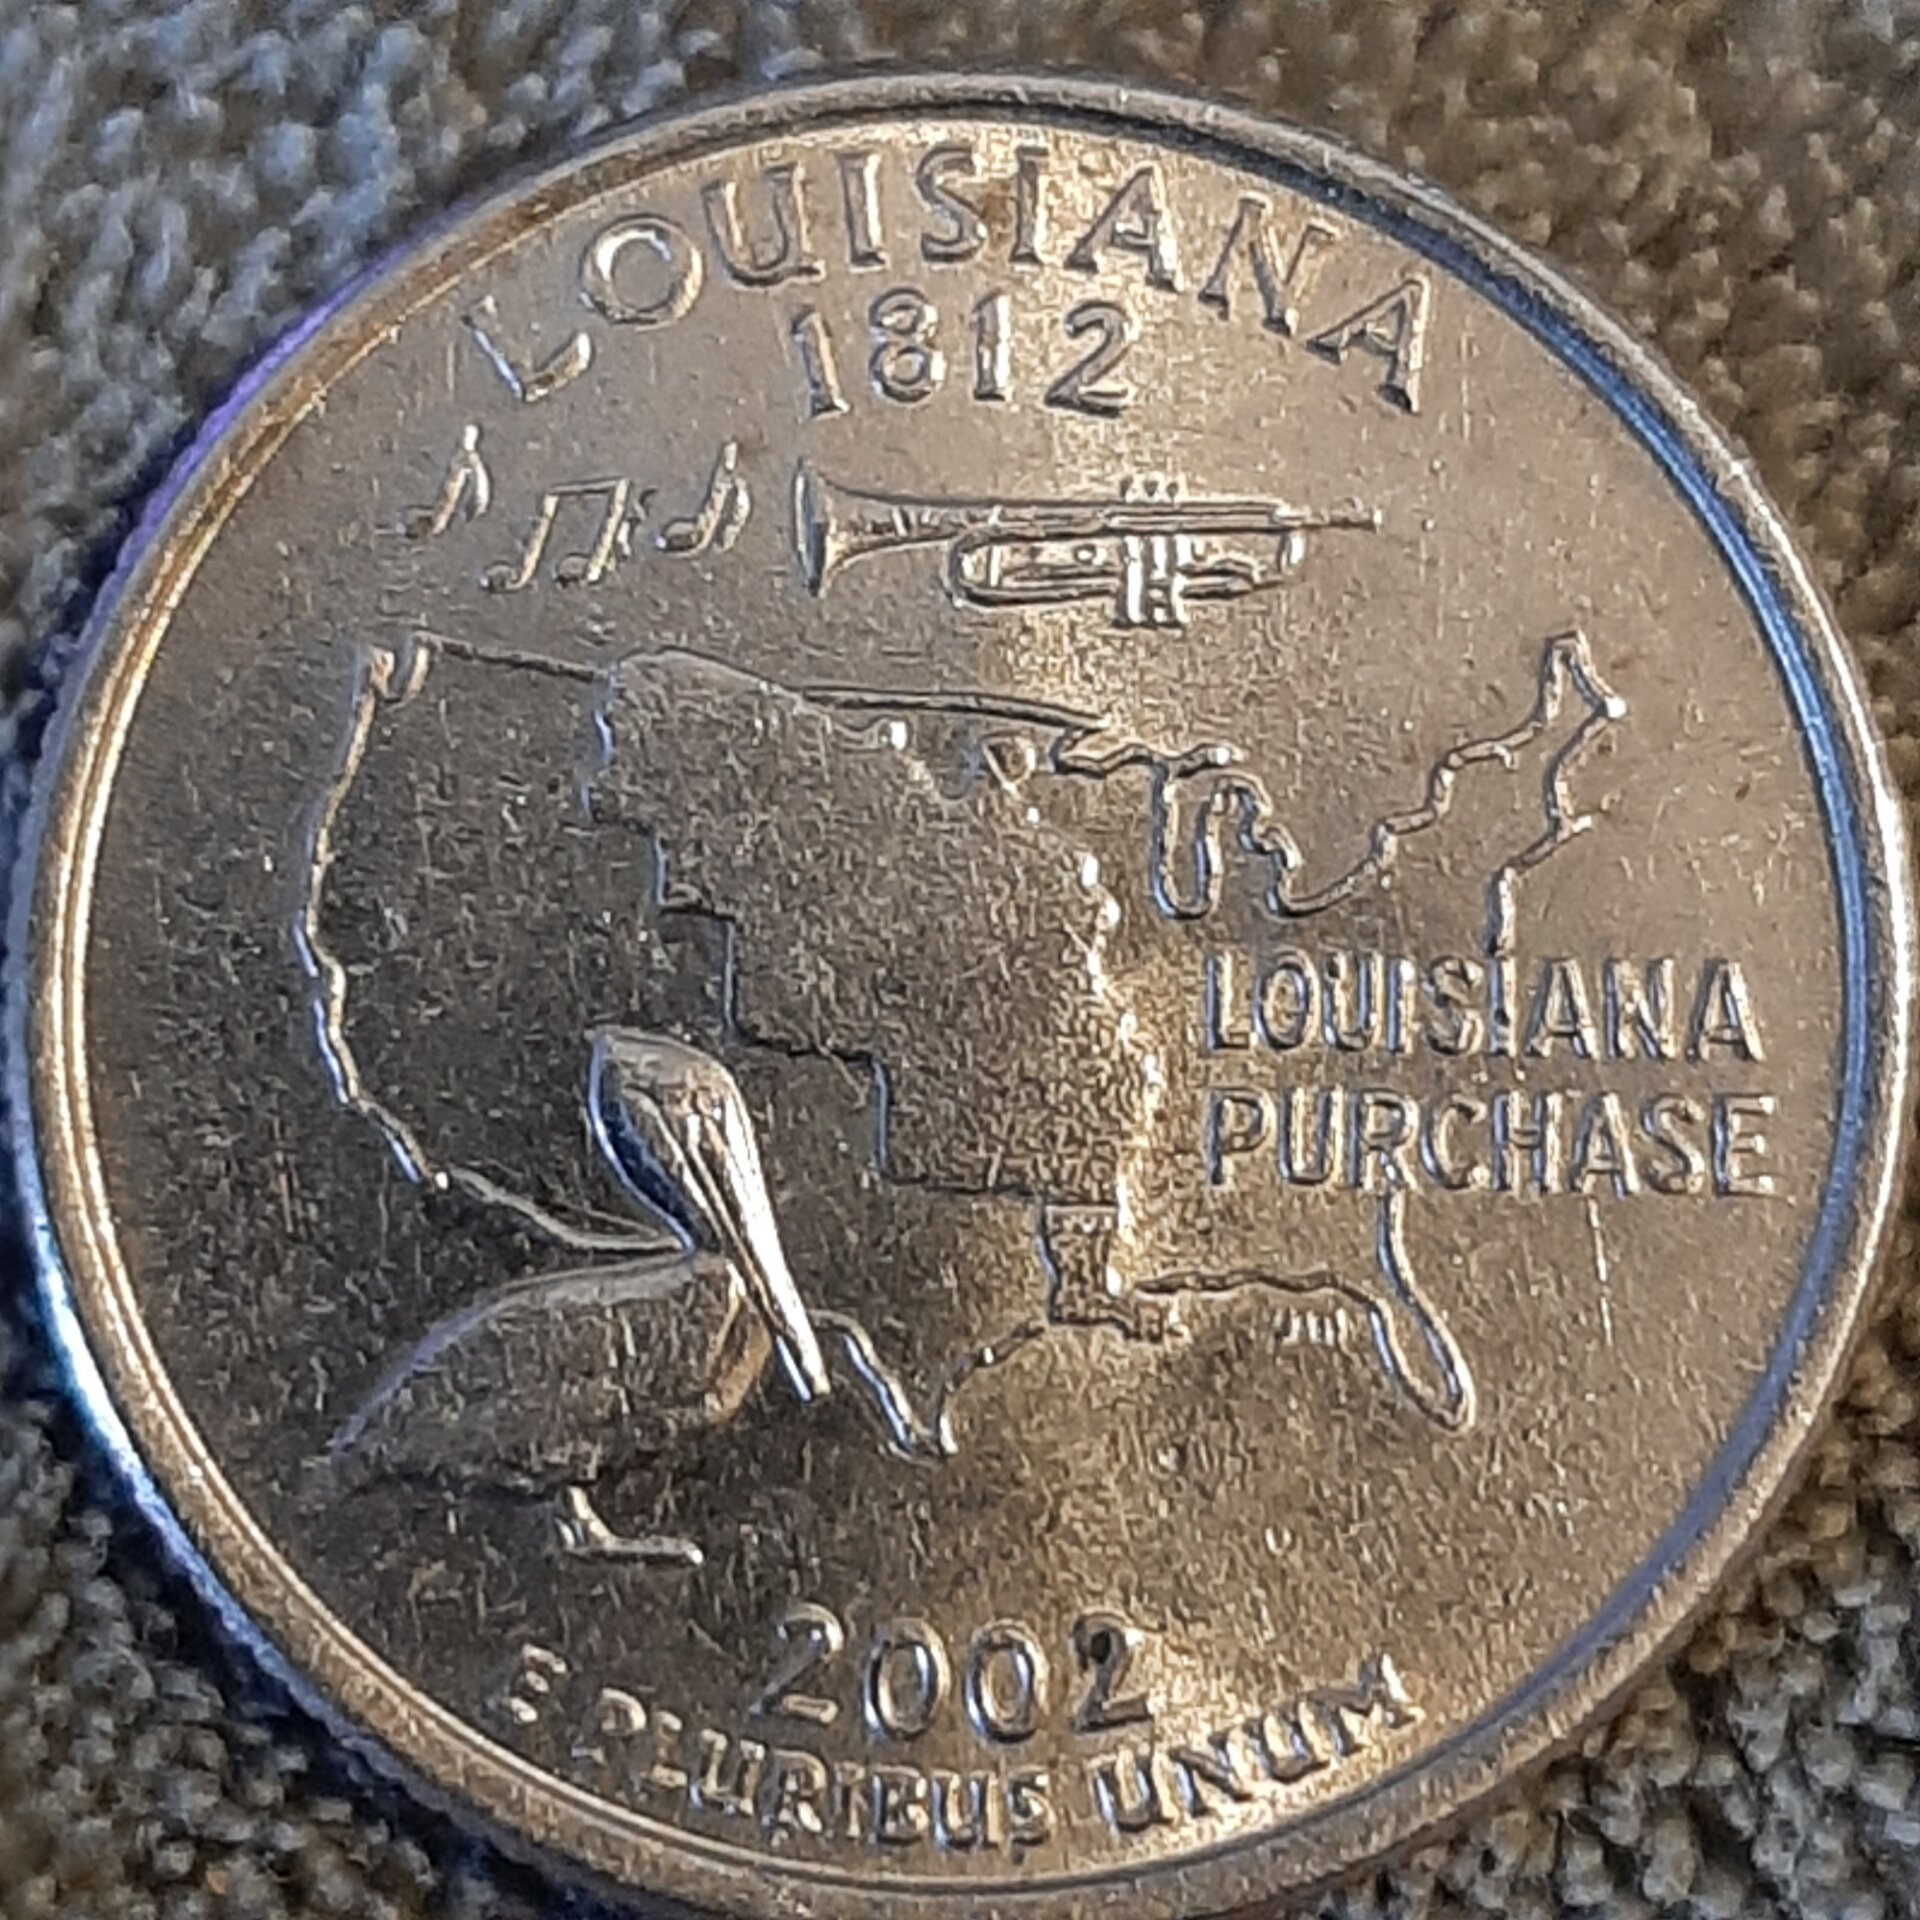 LOUISIANA
1812
LOUISIANA
PURCHASE
2002
E PLURIBUS UNUM